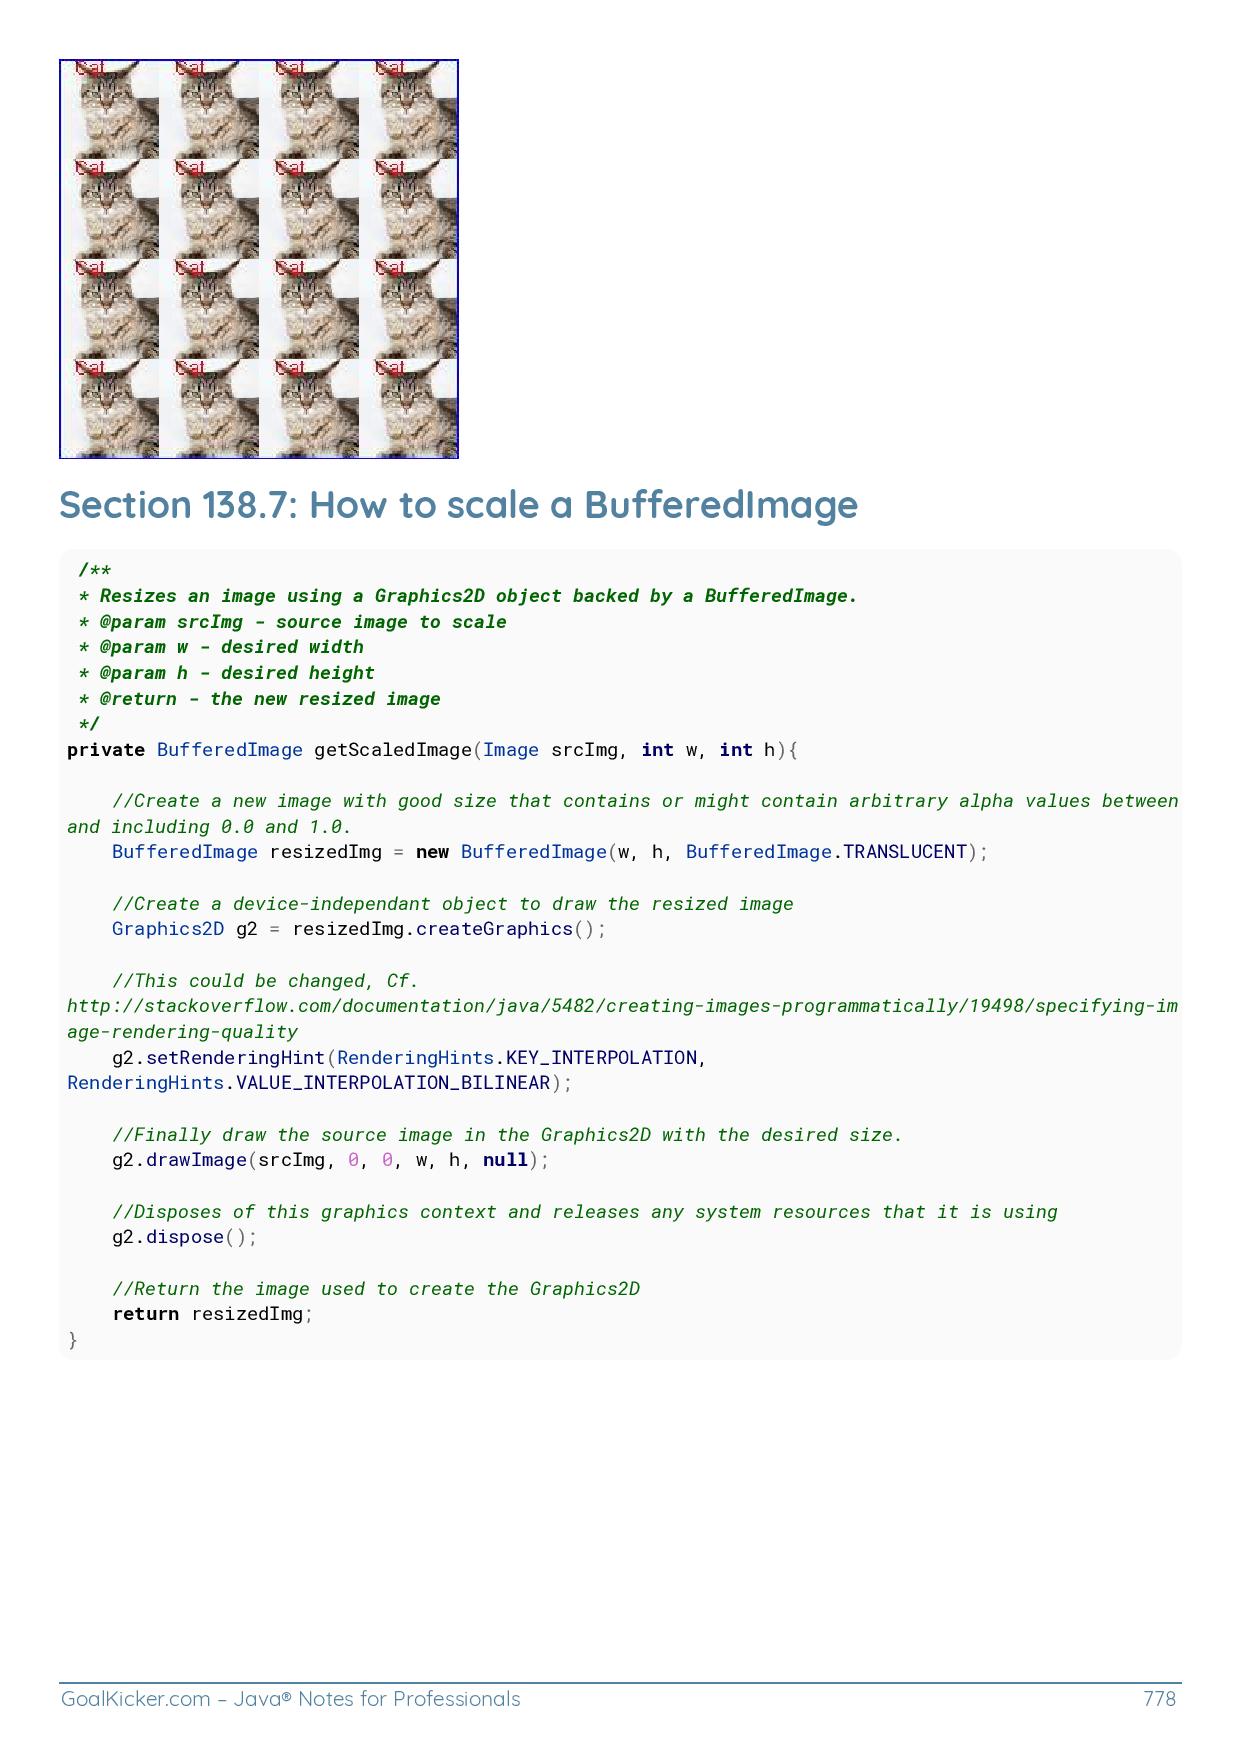 Cat Cat Cat Cat
Cat Cat Cat Cat
Cat Cat Cat Cat
Cat Cat Cat Cat
Section 138.7: How to scale a BufferedImage
/**
* Resizes an image using a Graphics2D object backed by a BufferedImage.
* @param srcImg - source image to scale
* @param w - desired width
* @param h - desired height
* @return - the new resized image
*/
private BufferedImage getScaledImage(Image srcImg, int w, int h){
//Create a new image with good size that contains or might contain arbitrary alpha values between
and including 0.0 and 1.0.
BufferedImage resizedImg = new BufferedImage(w, h, BufferedImage.TRANSLUCENT);
//Create a device-independant object to draw the resized image
Graphics2D g2 = resizedImg.createGraphics();
//This could be changed, Cf.
http://stackoverflow.com/documentation/java/5482/creating-images-programmatically/19498/specifying-im
age-rendering-quality
g2.setRenderingHint(RenderingHints.KEY_INTERPOLATION,
RenderingHints.VALUE_INTERPOLATION_BILINEAR);
//Finally draw the source image in the Graphics2D with the desired size.
g2.drawImage(srcImg, 0, 0, w, h, null);
//Disposes of this graphics context and releases any system resources that it is using
g2.dispose();
//Return the image used to create the Graphics2D
return resizedImg;
}
GoalKicker.com – Java® Notes for Professionals 778